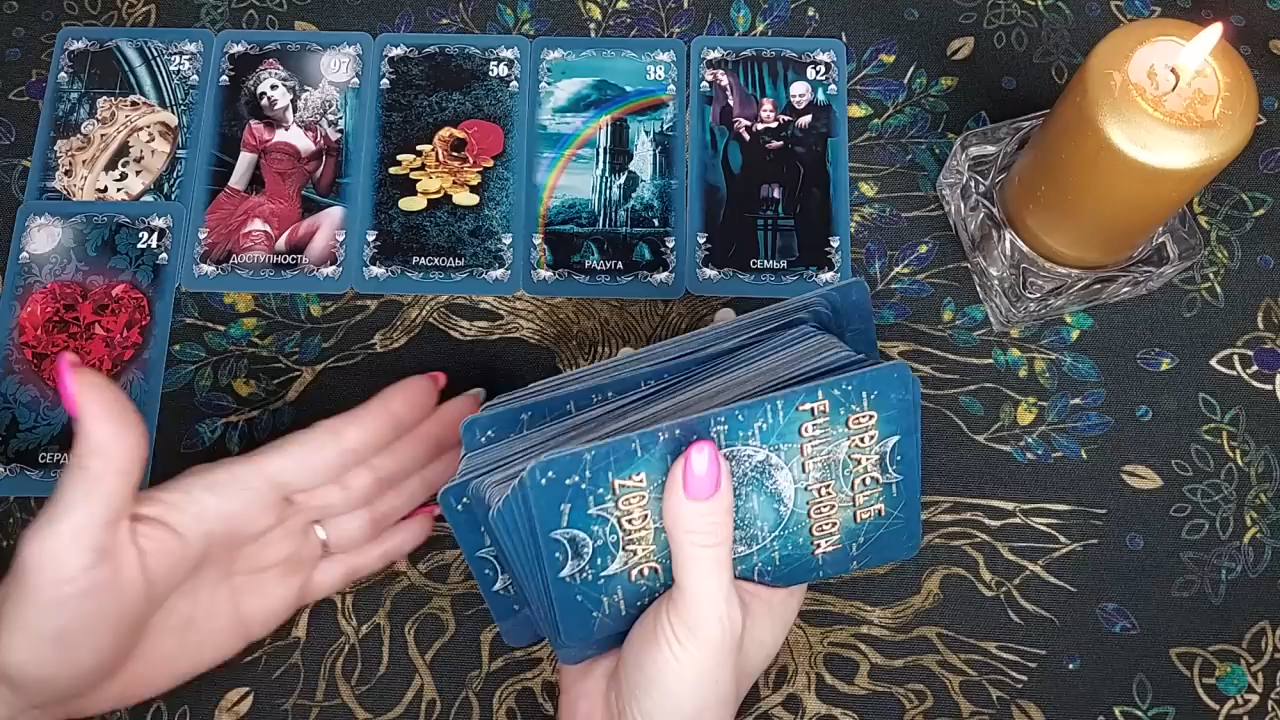 25
97
56
38
62
ДОСТУПНОСТЬ
РАСХОДЫ
РАДУГА
СЕМЬЯ
24
ORACLE
FULL MOON
ZODIAC